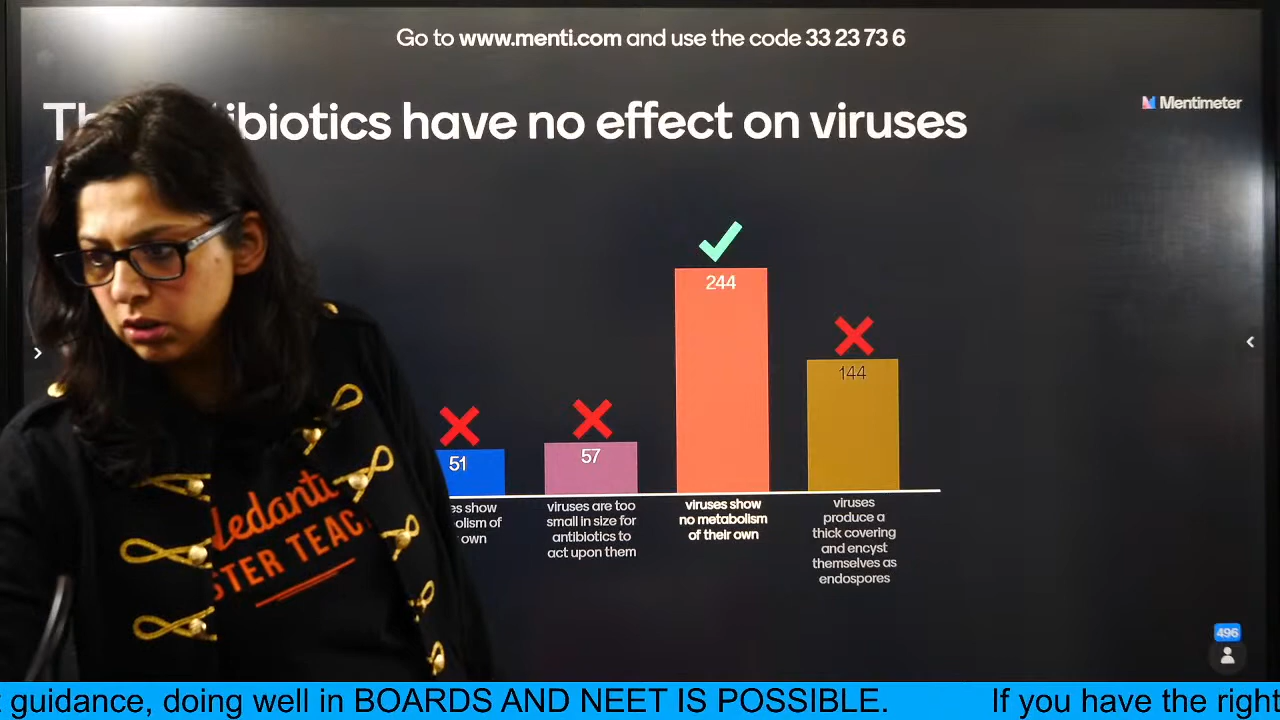 Go to www.menti.com and use the code 33 23 73 6
Mentimeter
antibiotics have no effect on viruses
244
144
51
57
viruses show
no metabolism
of their own
viruses are too
small in size for
antibiotics to
act upon them
viruses
produce a
thick covering
and encyst
themselves as
endospores
show
own
496
guidance, doing well in BOARDS AND NEET IS POSSIBLE. If you have the right